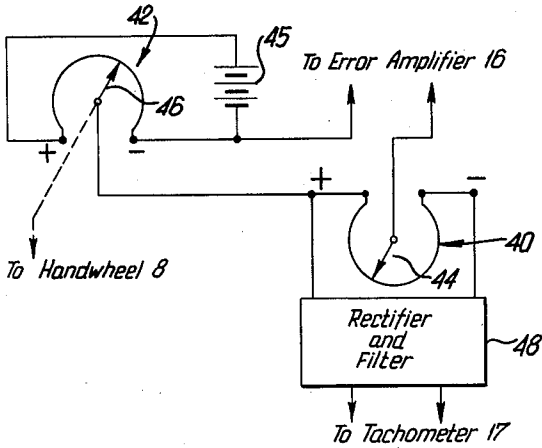 42
45
To Error Amplifier 16
46
+
−
To Handwheel 8
+
−
40
44
Rectifier
and
Filter
48
To Tachometer 17